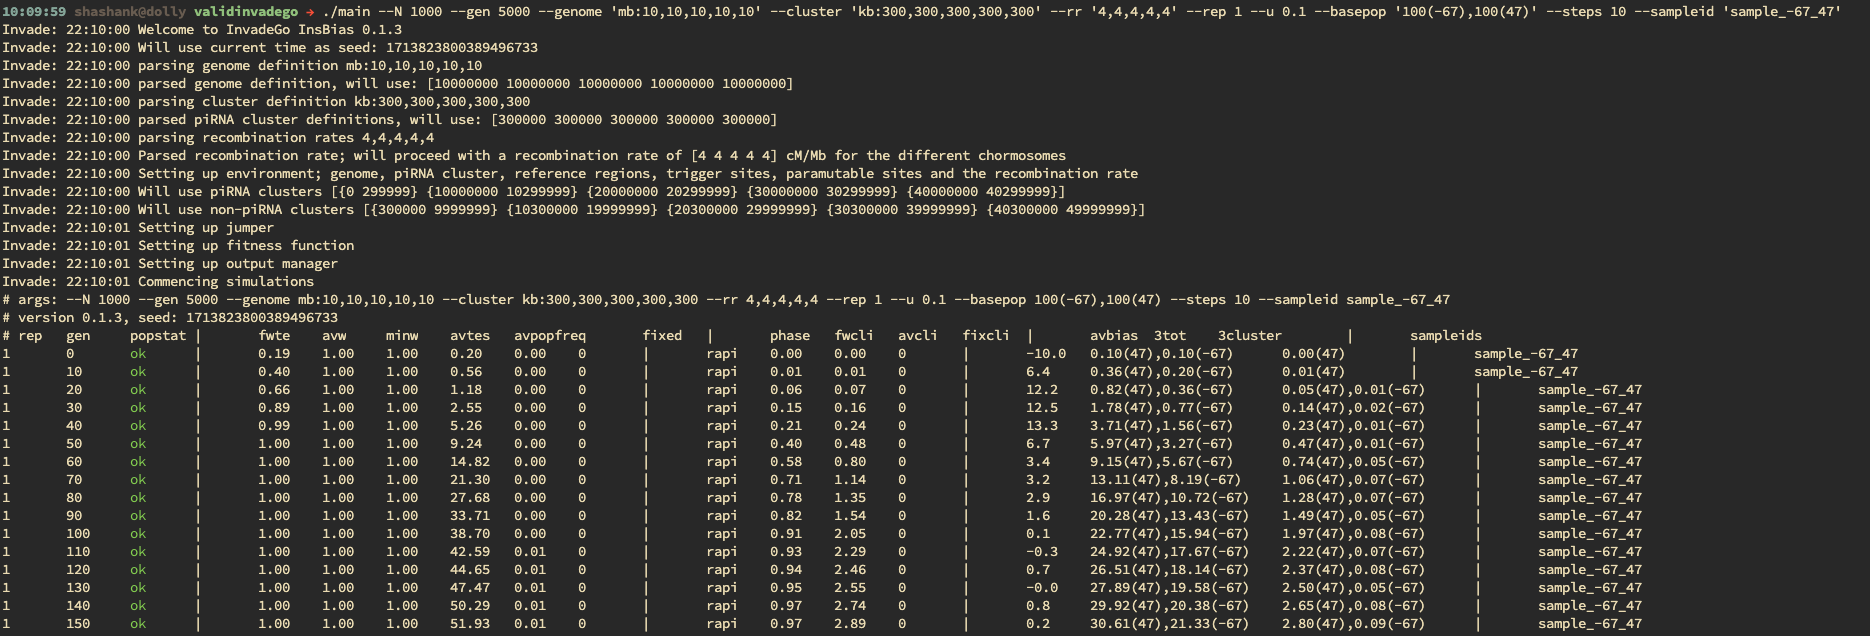 10:09:59 shashank@dolly validinvadego → ./main --N 1000 --gen 5000 --genome 'mb:10,10,10,10,10' --cluster 'kb:300,300,300,300,300' --rr '4,4,4,4,4' --rep 1 --u 0.1 --basepop '100(-67),100(47)' --steps 10 --sampleid 'sample_-67_47'
Invade: 22:10:00 Welcome to InvadeGo InsBias 0.1.3
Invade: 22:10:00 Will use current time as seed: 1713823800389496733
Invade: 22:10:00 parsing genome definition mb:10,10,10,10,10
Invade: 22:10:00 parsed genome definition, will use: [10000000 10000000 10000000 10000000 10000000]
Invade: 22:10:00 parsing cluster definition kb:300,300,300,300,300
Invade: 22:10:00 parsed piRNA cluster definitions, will use: [300000 300000 300000 300000 300000]
Invade: 22:10:00 parsing recombination rates 4,4,4,4,4
Invade: 22:10:00 Parsed recombination rate; will proceed with a recombination rate of [4 4 4 4 4] cM/Mb for the different chormosomes
Invade: 22:10:00 Setting up environment; genome, piRNA cluster, reference regions, trigger sites, paramutable sites and the recombination rate
Invade: 22:10:00 Will use piRNA clusters [{0 299999} {10000000 10299999} {20000000 20299999} {30000000 30299999} {40000000 40299999}]
Invade: 22:10:00 Will use non-piRNA clusters [{300000 9999999} {10300000 19999999} {20300000 29999999} {30300000 39999999} {40300000 49999999}]
Invade: 22:10:01 Setting up jumper
Invade: 22:10:01 Setting up fitness function
Invade: 22:10:01 Setting up output manager
Invade: 22:10:01 Commencing simulations
# args: --N 1000 --gen 5000 --genome mb:10,10,10,10,10 --cluster kb:300,300,300,300,300 --rr 4,4,4,4,4 --rep 1 --u 0.1 --basepop 100(-67),100(47) --steps 10 --sampleid sample_-67_47
# version 0.1.3, seed: 1713823800389496733
# rep gen popstat | fwte avw minw avtes avpopfreq fixed | phase fwcli avcli fixcli | avbias 3tot 3cluster | sampleids
1 0 ok | 0.19 1.00 1.00 0.20 0.00 0 | rapi 0.00 0.00 0 | -10.0 0.10(47),0.10(-67) 0.00(47) | sample_-67_47
1 10 ok | 0.40 1.00 1.00 0.56 0.00 0 | rapi 0.01 0.01 0 | 6.4 0.36(47),0.20(-67) 0.01(47) | sample_-67_47
1 20 ok | 0.66 1.00 1.00 1.18 0.00 0 | rapi 0.06 0.07 0 | 12.2 0.82(47),0.36(-67) 0.05(47),0.01(-67) | sample_-67_47
1 30 ok | 0.89 1.00 1.00 2.55 0.00 0 | rapi 0.15 0.16 0 | 12.5 1.78(47),0.77(-67) 0.14(47),0.02(-67) | sample_-67_47
1 40 ok | 0.99 1.00 1.00 5.26 0.00 0 | rapi 0.21 0.24 0 | 13.3 3.71(47),1.56(-67) 0.23(47),0.01(-67) | sample_-67_47
1 50 ok | 1.00 1.00 1.00 9.24 0.00 0 | rapi 0.40 0.48 0 | 6.7 5.97(47),3.27(-67) 0.47(47),0.01(-67) | sample_-67_47
1 60 ok | 1.00 1.00 1.00 14.82 0.00 0 | rapi 0.58 0.80 0 | 3.4 9.15(47),5.67(-67) 0.74(47),0.05(-67) | sample_-67_47
1 70 ok | 1.00 1.00 1.00 21.30 0.00 0 | rapi 0.71 1.14 0 | 3.2 13.11(47),8.19(-67) 1.06(47),0.07(-67) | sample_-67_47
1 80 ok | 1.00 1.00 1.00 27.68 0.00 0 | rapi 0.78 1.35 0 | 2.9 16.97(47),10.72(-67) 1.28(47),0.07(-67) | sample_-67_47
1 90 ok | 1.00 1.00 1.00 33.71 0.00 0 | rapi 0.82 1.54 0 | 1.6 20.28(47),13.43(-67) 1.49(47),0.05(-67) | sample_-67_47
1 100 ok | 1.00 1.00 1.00 38.70 0.00 0 | rapi 0.91 2.05 0 | 0.1 22.77(47),15.94(-67) 1.97(47),0.08(-67) | sample_-67_47
1 110 ok | 1.00 1.00 1.00 42.59 0.01 0 | rapi 0.93 2.29 0 | -0.3 24.92(47),17.67(-67) 2.22(47),0.07(-67) | sample_-67_47
1 120 ok | 1.00 1.00 1.00 44.65 0.01 0 | rapi 0.94 2.46 0 | 0.7 26.51(47),18.14(-67) 2.37(47),0.08(-67) | sample_-67_47
1 130 ok | 1.00 1.00 1.00 47.47 0.01 0 | rapi 0.95 2.55 0 | -0.0 27.89(47),19.58(-67) 2.50(47),0.05(-67) | sample_-67_47
1 140 ok | 1.00 1.00 1.00 50.29 0.01 0 | rapi 0.97 2.74 0 | 0.8 29.92(47),20.38(-67) 2.65(47),0.08(-67) | sample_-67_47
1 150 ok | 1.00 1.00 1.00 51.93 0.01 0 | rapi 0.97 2.89 0 | 0.2 30.61(47),21.33(-67) 2.80(47),0.09(-67) | sample_-67_47